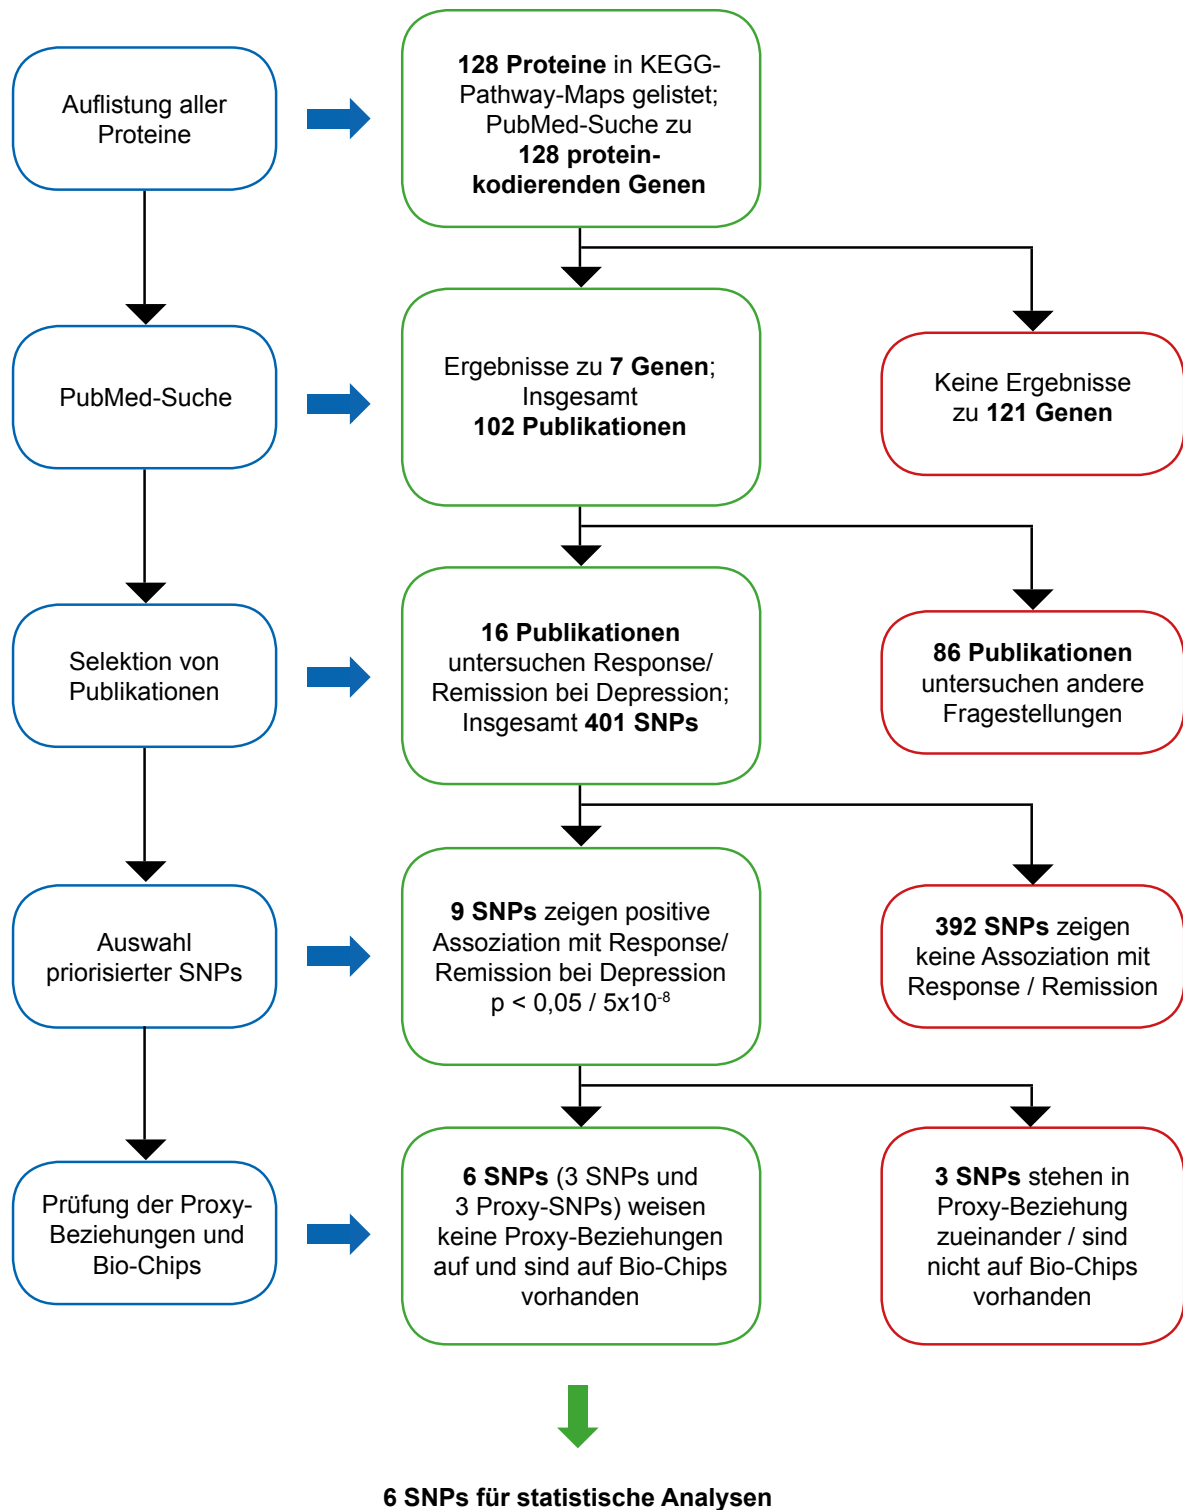 Auflistung aller
Proteine
128 Proteine in KEGG-
Pathway-Maps gelistet;
PubMed-Suche zu
128 protein-
kodierenden Genen
PubMed-Suche
Ergebnisse zu 7 Genen;
Insgesamt
102 Publikationen
Keine Ergebnisse
zu 121 Genen
Selektion von
Publikationen
16 Publikationen
untersuchen Response/
Remission bei Depression;
Insgesamt 401 SNPs
86 Publikationen
untersuchen andere
Fragestellungen
Auswahl
priorisierter SNPs
9 SNPs zeigen positive
Assoziation mit Response/
Remission bei Depression
p < 0,05 / 5x10⁻⁸
392 SNPs zeigen
keine Assoziation mit
Response / Remission
Prüfung der Proxy-
Beziehungen und
Bio-Chips
6 SNPs (3 SNPs und
3 Proxy-SNPs) weisen
keine Proxy-Beziehungen
auf und sind auf Bio-Chips
vorhanden
3 SNPs stehen in
Proxy-Beziehung
zueinander / sind
nicht auf Bio-Chips
vorhanden
6 SNPs für statistische Analysen